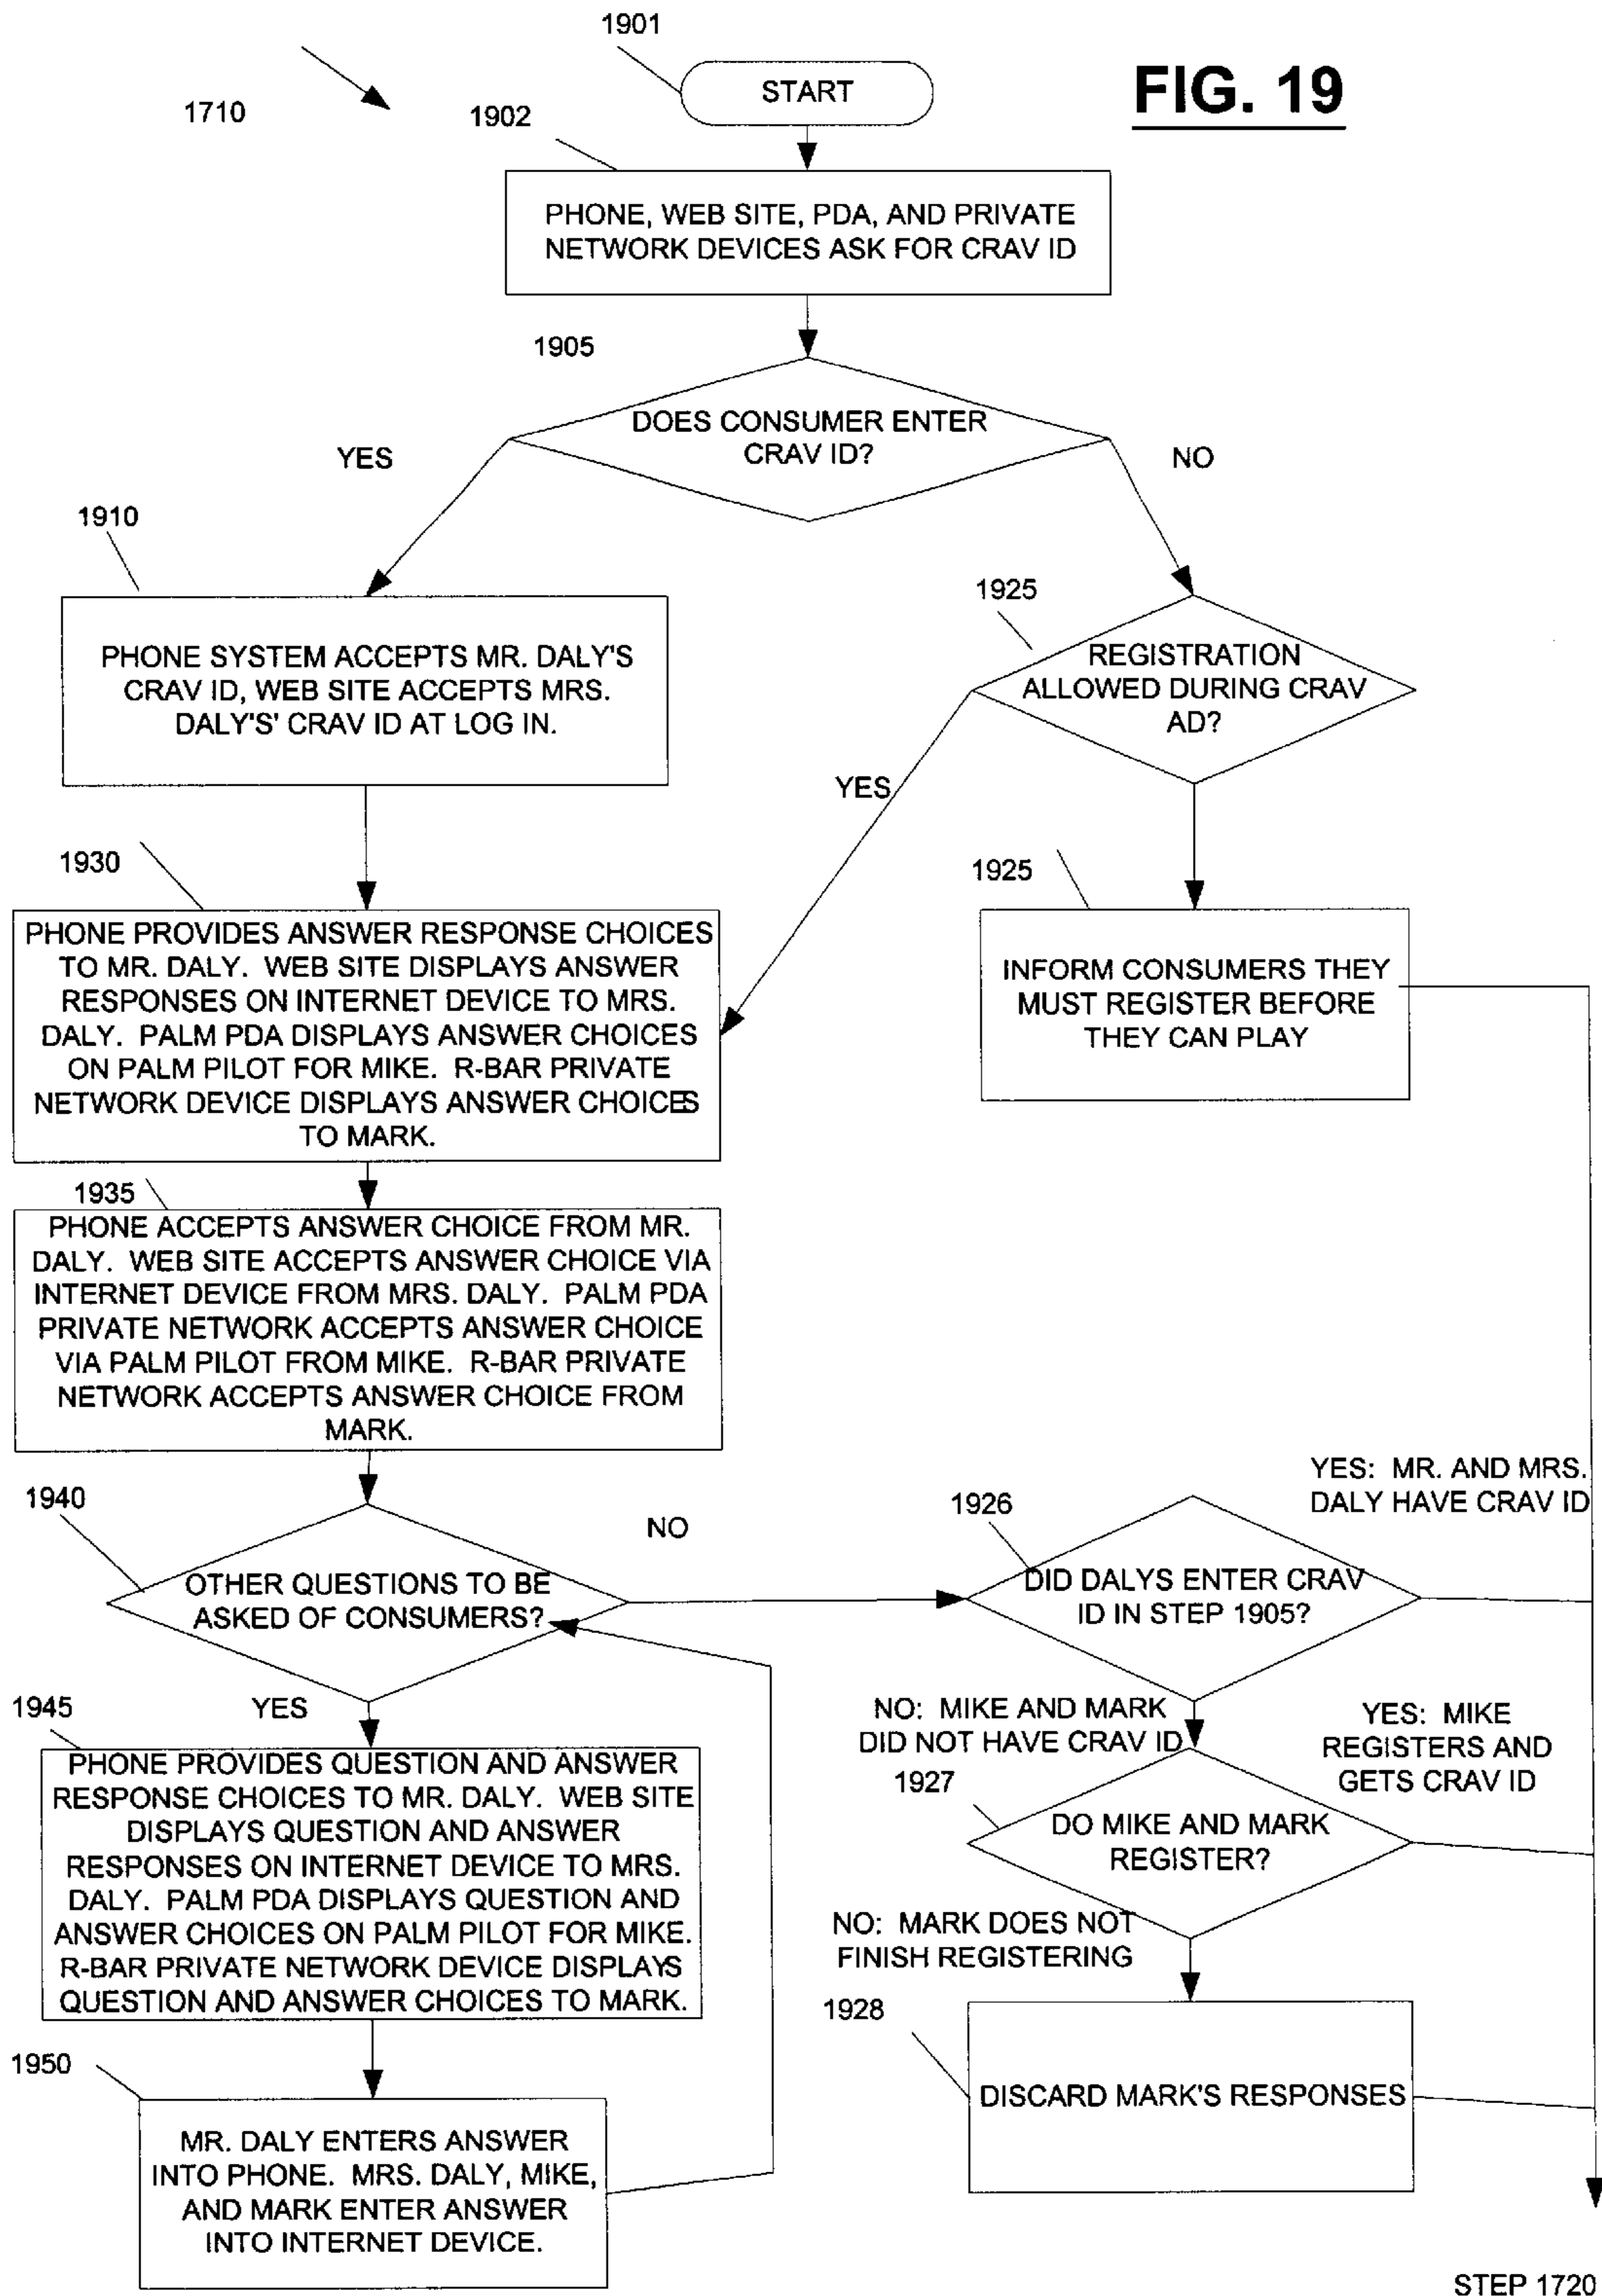 1901
FIG. 19
START
1710
1902
PHONE, WEB SITE, PDA, AND PRIVATE
NETWORK DEVICES ASK FOR CRAV ID
1905
DOES CONSUMER ENTER
CRAV ID?
YES
NO
1910
PHONE SYSTEM ACCEPTS MR. DALY'S
CRAV ID, WEB SITE ACCEPTS MRS.
DALY'S' CRAV ID AT LOG IN.
1925
REGISTRATION
ALLOWED DURING CRAV
AD?
YES
1930
PHONE PROVIDES ANSWER RESPONSE CHOICES
TO MR. DALY. WEB SITE DISPLAYS ANSWER
RESPONSES ON INTERNET DEVICE TO MRS.
DALY. PALM PDA DISPLAYS ANSWER CHOICES
ON PALM PILOT FOR MIKE. R-BAR PRIVATE
NETWORK DEVICE DISPLAYS ANSWER CHOICES
TO MARK.
1925
INFORM CONSUMERS THEY
MUST REGISTER BEFORE
THEY CAN PLAY
1935
PHONE ACCEPTS ANSWER CHOICE FROM MR.
DALY. WEB SITE ACCEPTS ANSWER CHOICE VIA
INTERNET DEVICE FROM MRS. DALY. PALM PDA
PRIVATE NETWORK ACCEPTS ANSWER CHOICE
VIA PALM PILOT FROM MIKE. R-BAR PRIVATE
NETWORK ACCEPTS ANSWER CHOICE FROM
MARK.
1940
OTHER QUESTIONS TO BE
ASKED OF CONSUMERS?
NO
1926
DID DALYS ENTER CRAV
ID IN STEP 1905?
YES: MR. AND MRS.
DALY HAVE CRAV ID
YES
1945
PHONE PROVIDES QUESTION AND ANSWER
RESPONSE CHOICES TO MR. DALY. WEB SITE
DISPLAYS QUESTION AND ANSWER
RESPONSES ON INTERNET DEVICE TO MRS.
DALY. PALM PDA DISPLAYS QUESTION AND
ANSWER CHOICES ON PALM PILOT FOR MIKE.
R-BAR PRIVATE NETWORK DEVICE DISPLAYS
QUESTION AND ANSWER CHOICES TO MARK.
NO: MIKE AND MARK
DID NOT HAVE CRAV ID
1927
DO MIKE AND MARK
REGISTER?
YES: MIKE
REGISTERS AND
GETS CRAV ID
NO: MARK DOES NOT
FINISH REGISTERING
1928
DISCARD MARK'S RESPONSES
1950
MR. DALY ENTERS ANSWER
INTO PHONE. MRS. DALY, MIKE,
AND MARK ENTER ANSWER
INTO INTERNET DEVICE.
STEP 1720